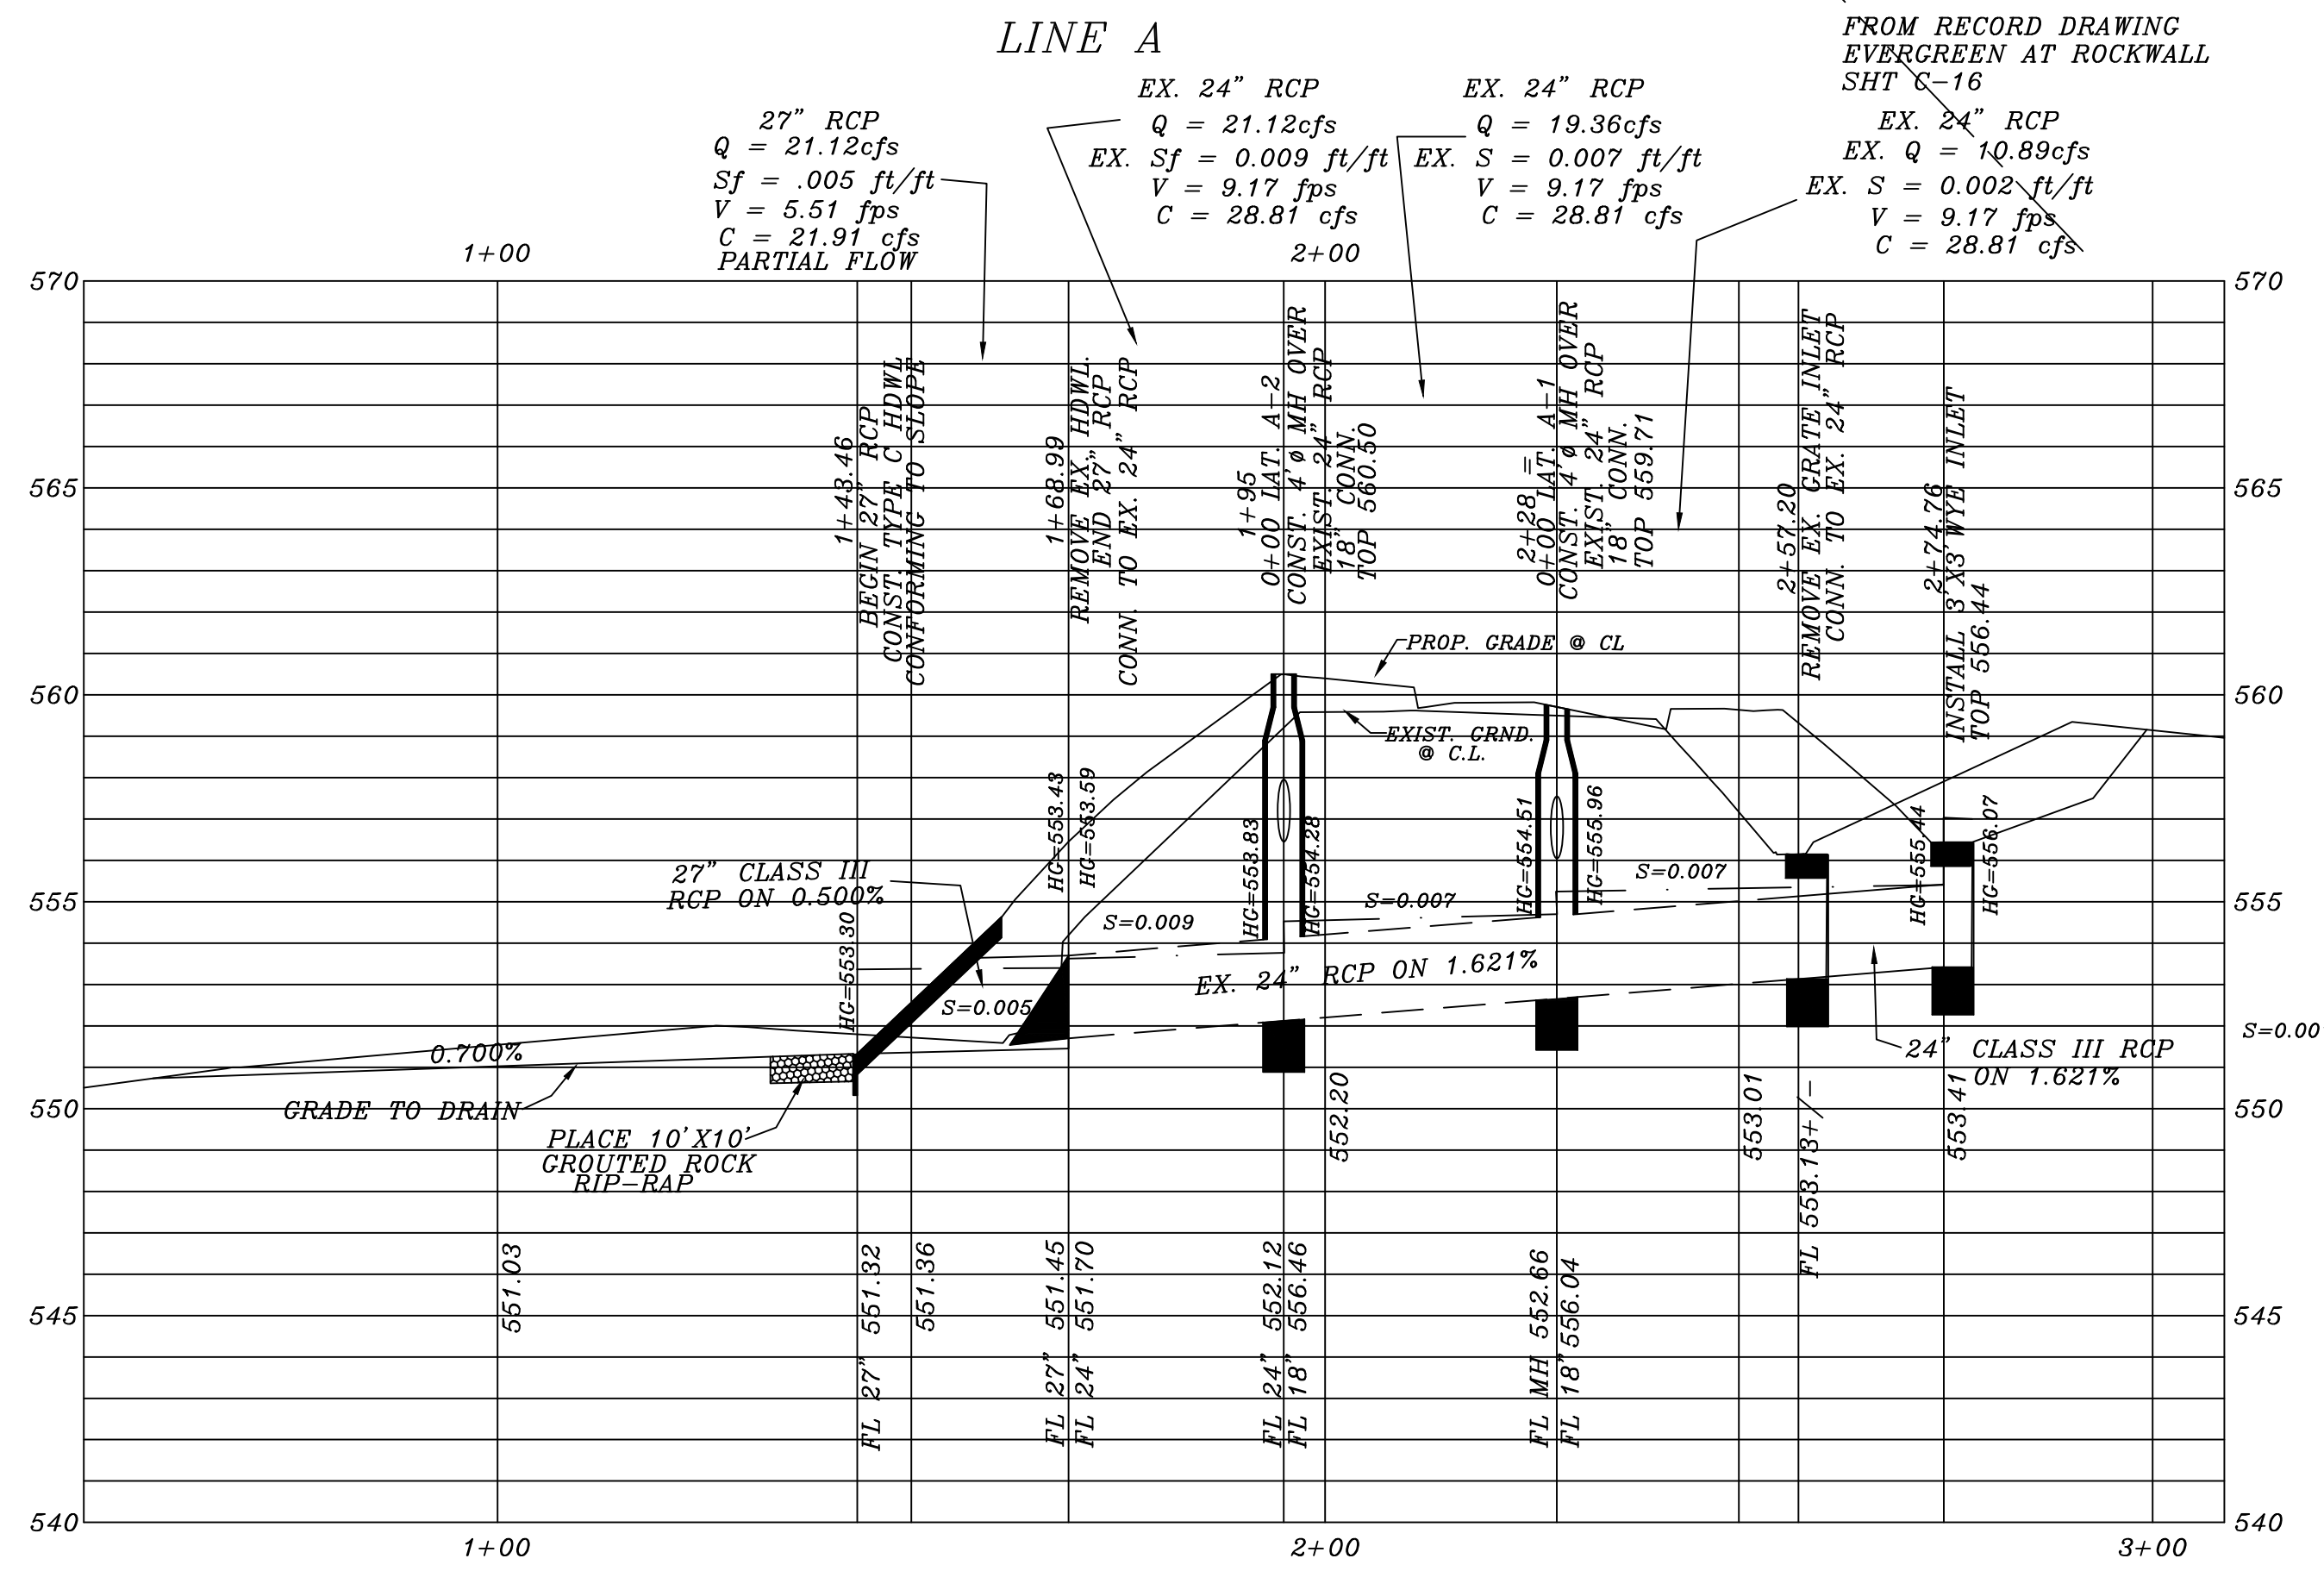 LINE A
FROM RECORD DRAWING
EVERGREEN AT ROCKWALL
SHT C-16
27" RCP
Q = 21.12cfs
Sf = .005 ft/ft
V = 5.51 fps
C = 21.91 cfs
PARTIAL FLOW
EX. 24" RCP
Q = 21.12cfs
EX. Sf = 0.009 ft/ft
V = 9.17 fps
C = 28.81 cfs
EX. 24" RCP
Q = 19.36cfs
EX. S = 0.007 ft/ft
V = 9.17 fps
C = 28.81 cfs
EX. 24" RCP
EX. Q = 10.89cfs
EX. S = 0.002 ft/ft
V = 9.17 fps
C = 28.81 cfs
1+00
2+00
570
570
565
565
560
560
555
555
550
550
545
545
540
540
1+43.46
BEGIN 27" RCP
CONST. TYPE C HDWL
CONFORMING TO SLOPE
1+68.99
REMOVE EX. HDWL.
END 27" RCP
CONN. TO EX. 24" RCP
1+95
0+00 LAT. A-2
CONST. 4'ø MH OVER
EXIST. 24" RCP
18" CONN.
TOP 560.50
2+28 =
0+00 LAT. A-1
CONST. 4'ø MH OVER
EXIST. 24" RCP
18" CONN.
TOP 559.71
2+57.20
REMOVE EX. GRATE INLET
CONN. TO EX. 24" RCP
2+74.76
INSTALL 3'X3'WYE INLET
TOP 556.44
PROP. GRADE @ CL
EXIST. GRND.
@ C.L.
HG=553.30
HG=553.43
HG=553.59
HG=553.83
HG=554.28
HG=554.51
HG=555.96
HG=555.44
HG=556.07
27" CLASS III
RCP ON 0.500%
S=0.005
S=0.009
S=0.007
S=0.007
EX. 24" RCP ON 1.621%
S=0.00
24" CLASS III RCP
ON 1.621%
0.700%
GRADE TO DRAIN
PLACE 10'X10'
GROUTED ROCK
RIP-RAP
551.03
FL 27" 551.32
551.36
FL 27" 551.45
FL 24" 551.70
FL 24" 552.12
FL 18" 556.46
552.20
FL MH 552.66
FL 18" 556.04
553.01
FL 553.13+/-
553.41
1+00
2+00
3+00